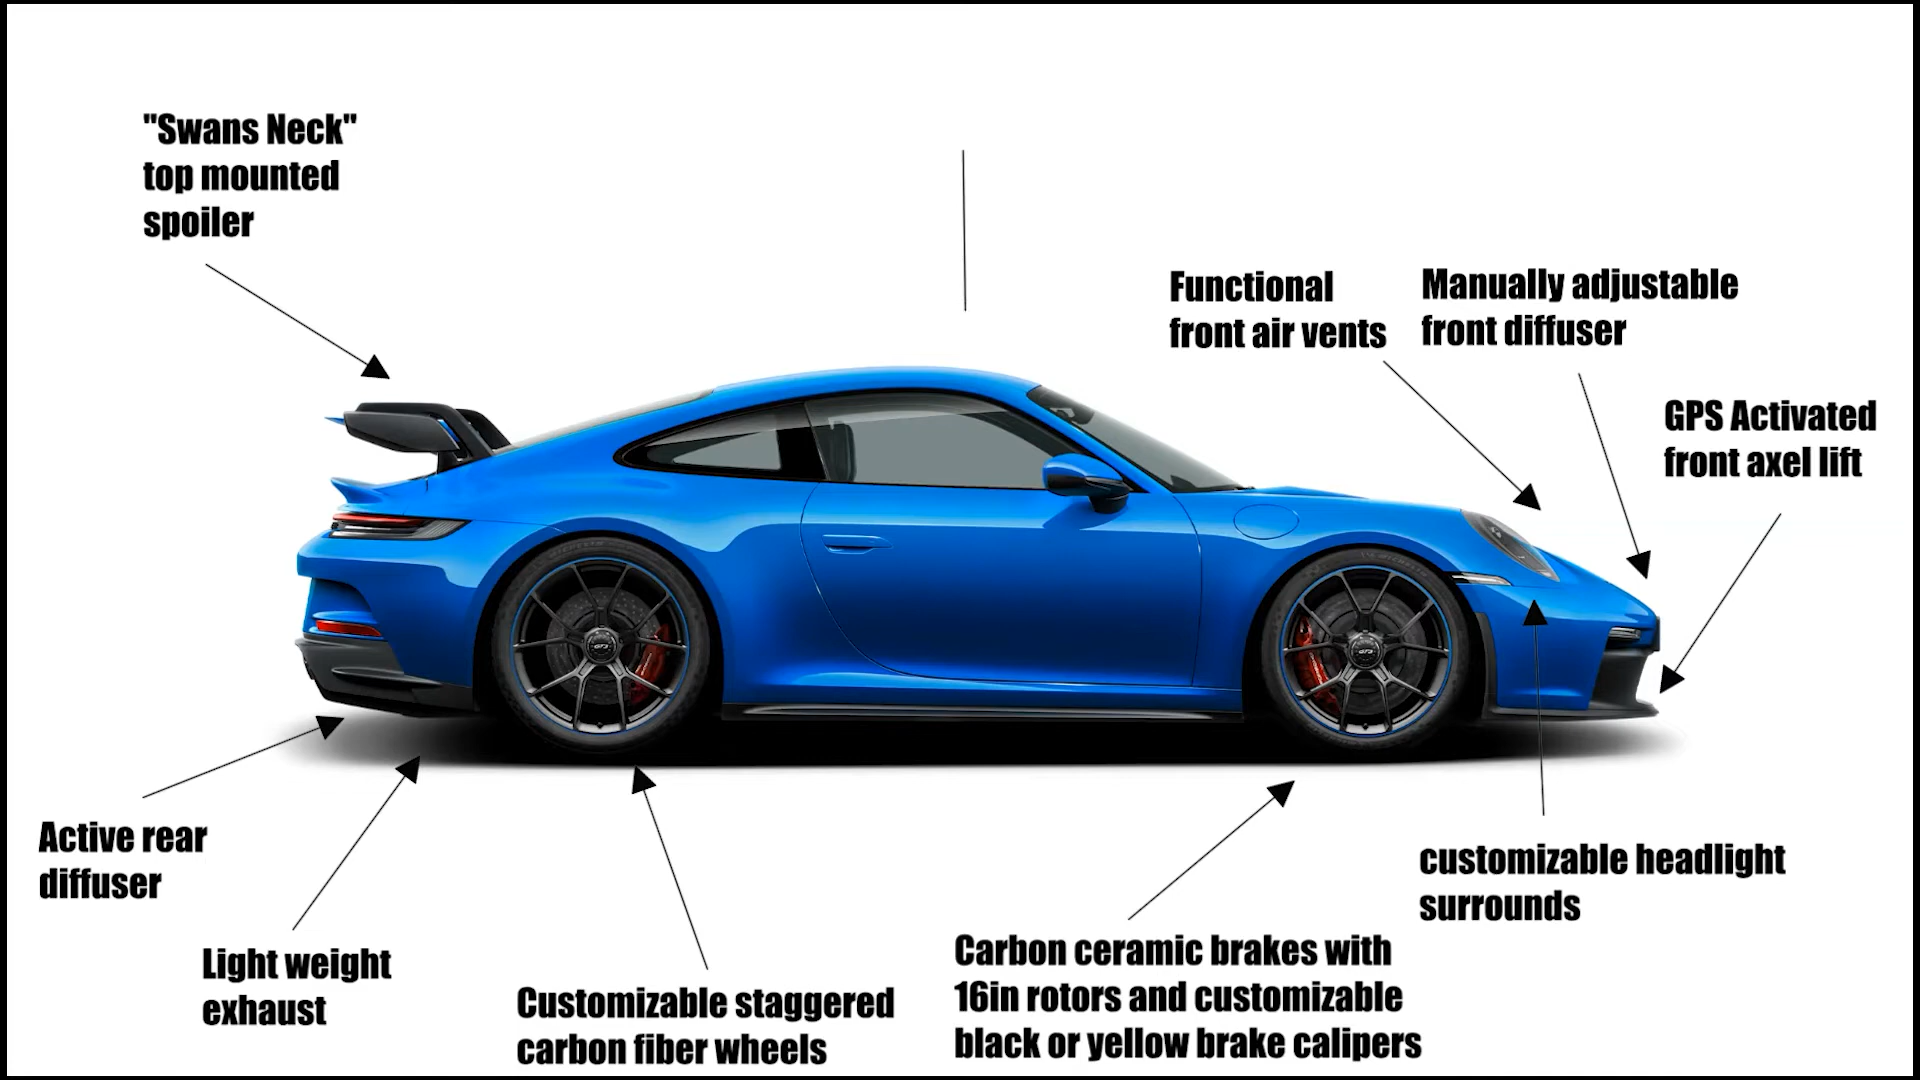 "Swans Neck"
top mounted
spoiler
Functional
front air vents
Manually adjustable
front diffuser
GPS Activated
front axel lift
GT3
GT3
Active rear
diffuser
Light weight
exhaust
Customizable staggered
carbon fiber wheels
Carbon ceramic brakes with
16in rotors and customizable
black or yellow brake calipers
customizable headlight
surrounds